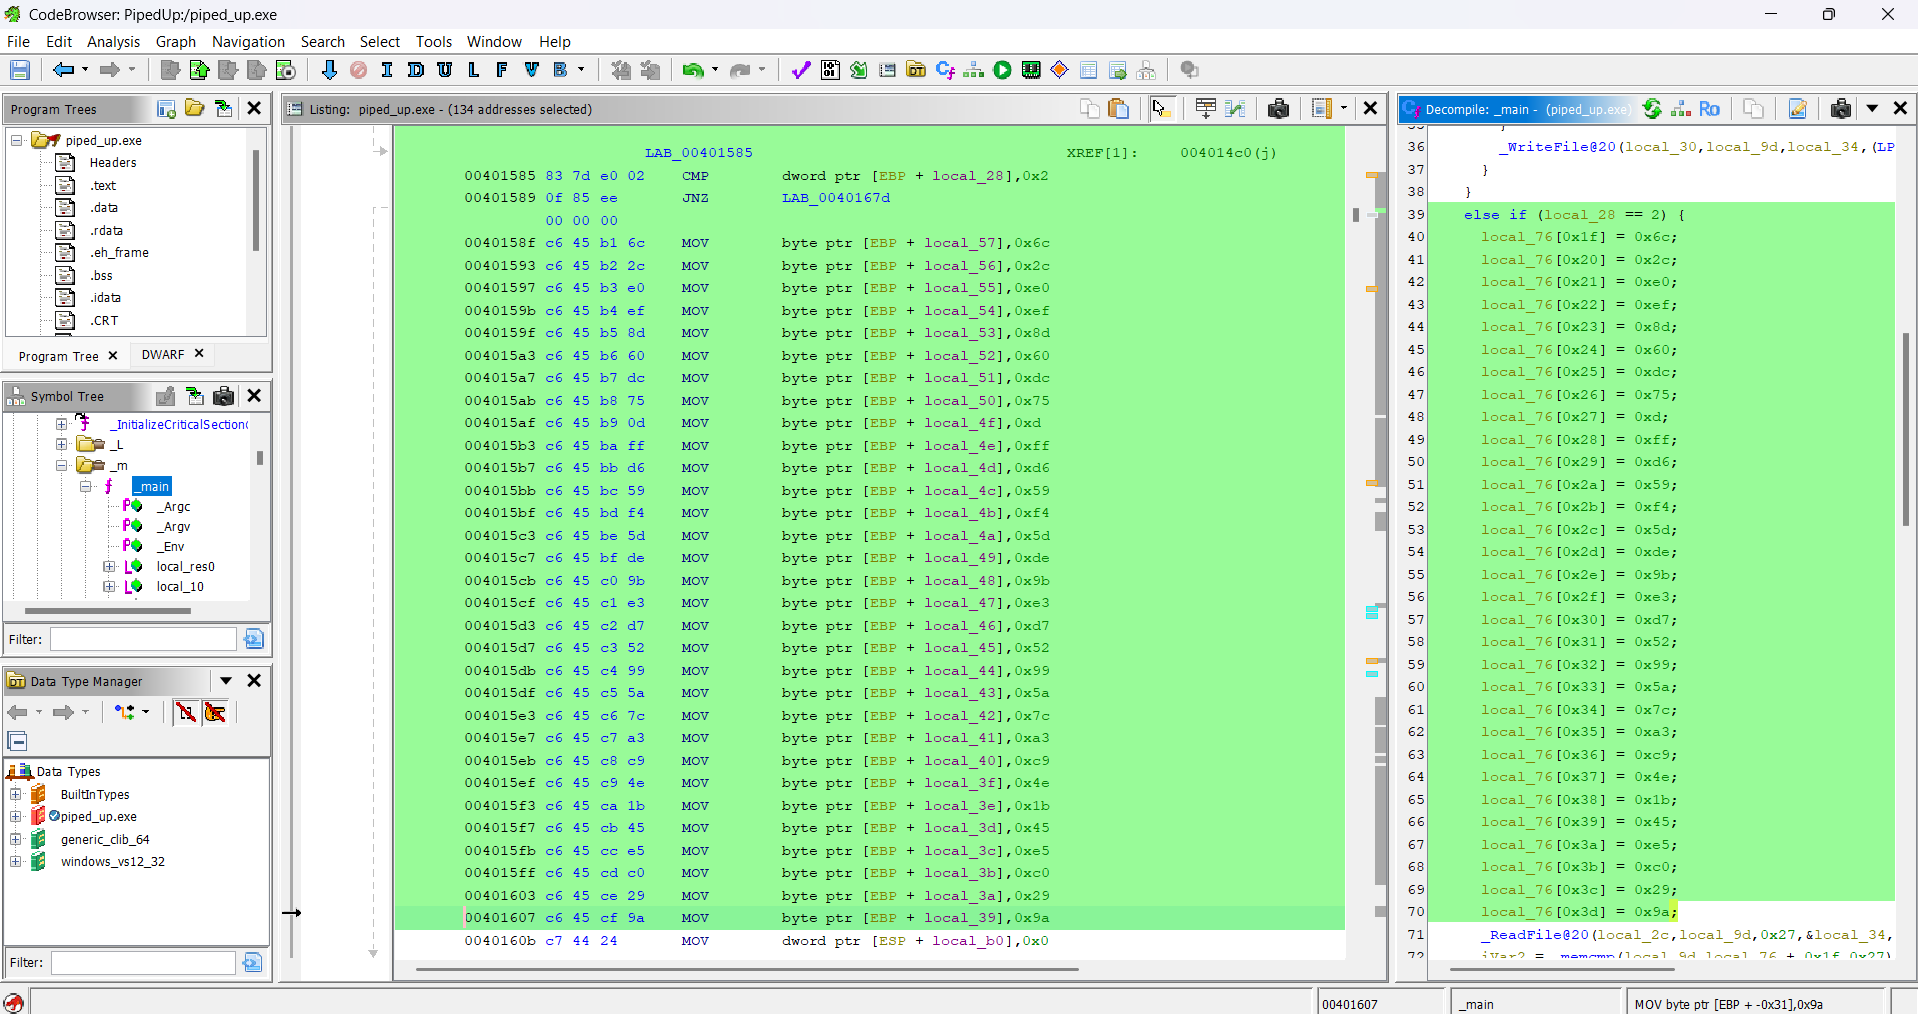 CodeBrowser: PipedUp:/piped_up.exe
File Edit Analysis Graph Navigation Search Select Tools Window Help
I D U L F V B
Program Trees
piped_up.exe
Headers
.text
.data
.rdata
.eh_frame
.bss
.idata
.CRT
Program Tree
DWARF
Symbol Tree
_InitializeCriticalSection
_L
_m
f _main
_Argc
_Argv
_Env
local_res0
local_10
Filter:
Data Type Manager
Data Types
BuiltInTypes
piped_up.exe
generic_clib_64
windows_vs12_32
Filter:
Listing: piped_up.exe - (134 addresses selected)
LAB_00401585 XREF[1]: 004014c0(j)
00401585 83 7d e0 02 CMP dword ptr [EBP + local_28],0x2
00401589 0f 85 ee JNZ LAB_0040167d
00 00 00
0040158f c6 45 b1 6c MOV byte ptr [EBP + local_57],0x6c
00401593 c6 45 b2 2c MOV byte ptr [EBP + local_56],0x2c
00401597 c6 45 b3 e0 MOV byte ptr [EBP + local_55],0xe0
0040159b c6 45 b4 ef MOV byte ptr [EBP + local_54],0xef
0040159f c6 45 b5 8d MOV byte ptr [EBP + local_53],0x8d
004015a3 c6 45 b6 60 MOV byte ptr [EBP + local_52],0x60
004015a7 c6 45 b7 dc MOV byte ptr [EBP + local_51],0xdc
004015ab c6 45 b8 75 MOV byte ptr [EBP + local_50],0x75
004015af c6 45 b9 0d MOV byte ptr [EBP + local_4f],0xd
004015b3 c6 45 ba ff MOV byte ptr [EBP + local_4e],0xff
004015b7 c6 45 bb d6 MOV byte ptr [EBP + local_4d],0xd6
004015bb c6 45 bc 59 MOV byte ptr [EBP + local_4c],0x59
004015bf c6 45 bd f4 MOV byte ptr [EBP + local_4b],0xf4
004015c3 c6 45 be 5d MOV byte ptr [EBP + local_4a],0x5d
004015c7 c6 45 bf de MOV byte ptr [EBP + local_49],0xde
004015cb c6 45 c0 9b MOV byte ptr [EBP + local_48],0x9b
004015cf c6 45 c1 e3 MOV byte ptr [EBP + local_47],0xe3
004015d3 c6 45 c2 d7 MOV byte ptr [EBP + local_46],0xd7
004015d7 c6 45 c3 52 MOV byte ptr [EBP + local_45],0x52
004015db c6 45 c4 99 MOV byte ptr [EBP + local_44],0x99
004015df c6 45 c5 5a MOV byte ptr [EBP + local_43],0x5a
004015e3 c6 45 c6 7c MOV byte ptr [EBP + local_42],0x7c
004015e7 c6 45 c7 a3 MOV byte ptr [EBP + local_41],0xa3
004015eb c6 45 c8 c9 MOV byte ptr [EBP + local_40],0xc9
004015ef c6 45 c9 4e MOV byte ptr [EBP + local_3f],0x4e
004015f3 c6 45 ca 1b MOV byte ptr [EBP + local_3e],0x1b
004015f7 c6 45 cb 45 MOV byte ptr [EBP + local_3d],0x45
004015fb c6 45 cc e5 MOV byte ptr [EBP + local_3c],0xe5
004015ff c6 45 cd c0 MOV byte ptr [EBP + local_3b],0xc0
00401603 c6 45 ce 29 MOV byte ptr [EBP + local_3a],0x29
00401607 c6 45 cf 9a MOV byte ptr [EBP + local_39],0x9a
0040160b c7 44 24 MOV dword ptr [ESP + local_b0],0x0
Decompile: _main - (piped_up.exe)
36 _WriteFile@20(local_30,local_9d,local_34,(LP
37 }
38 }
39 else if (local_28 == 2) {
40 local_76[0x1f] = 0x6c;
41 local_76[0x20] = 0x2c;
42 local_76[0x21] = 0xe0;
43 local_76[0x22] = 0xef;
44 local_76[0x23] = 0x8d;
45 local_76[0x24] = 0x60;
46 local_76[0x25] = 0xdc;
47 local_76[0x26] = 0x75;
48 local_76[0x27] = 0xd;
49 local_76[0x28] = 0xff;
50 local_76[0x29] = 0xd6;
51 local_76[0x2a] = 0x59;
52 local_76[0x2b] = 0xf4;
53 local_76[0x2c] = 0x5d;
54 local_76[0x2d] = 0xde;
55 local_76[0x2e] = 0x9b;
56 local_76[0x2f] = 0xe3;
57 local_76[0x30] = 0xd7;
58 local_76[0x31] = 0x52;
59 local_76[0x32] = 0x99;
60 local_76[0x33] = 0x5a;
61 local_76[0x34] = 0x7c;
62 local_76[0x35] = 0xa3;
63 local_76[0x36] = 0xc9;
64 local_76[0x37] = 0x4e;
65 local_76[0x38] = 0x1b;
66 local_76[0x39] = 0x45;
67 local_76[0x3a] = 0xe5;
68 local_76[0x3b] = 0xc0;
69 local_76[0x3c] = 0x29;
70 local_76[0x3d] = 0x9a;
71 _ReadFile@20(local_2c,local_9d,0x27,&local_34,
72 iVar2 = _memcmp(local_9d,local_76 + 0x1f,0x27)
00401607
_main
MOV byte ptr [EBP + -0x31],0x9a